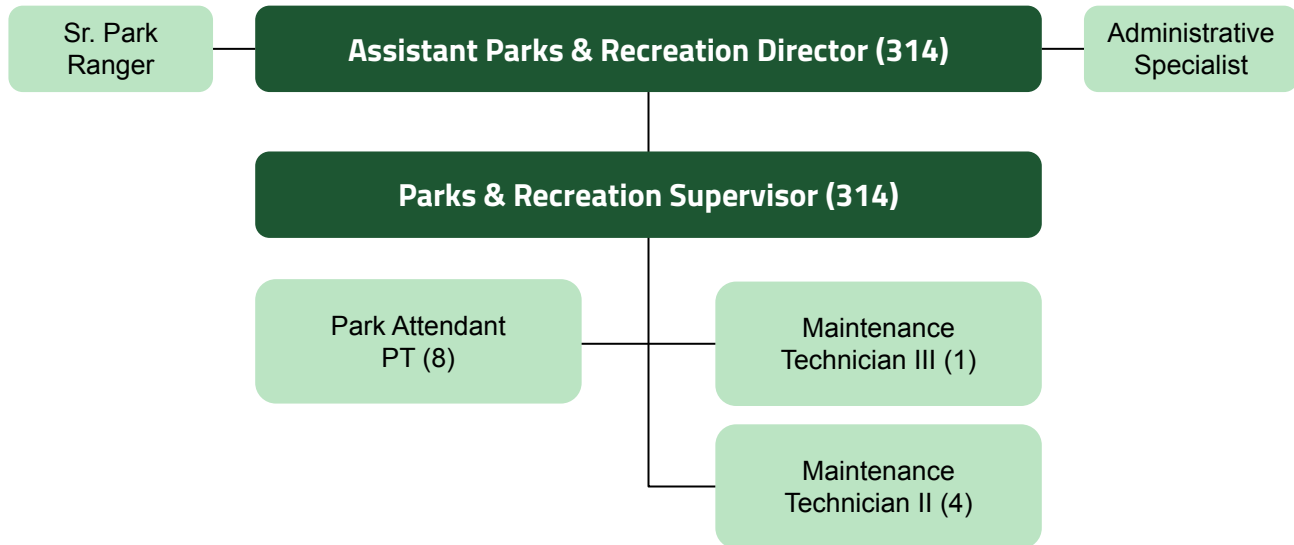 Sr. Park
Ranger
Assistant Parks & Recreation Director (314)
Administrative
Specialist
Parks & Recreation Supervisor (314)
Park Attendant
PT (8)
Maintenance
Technician III (1)
Maintenance
Technician II (4)